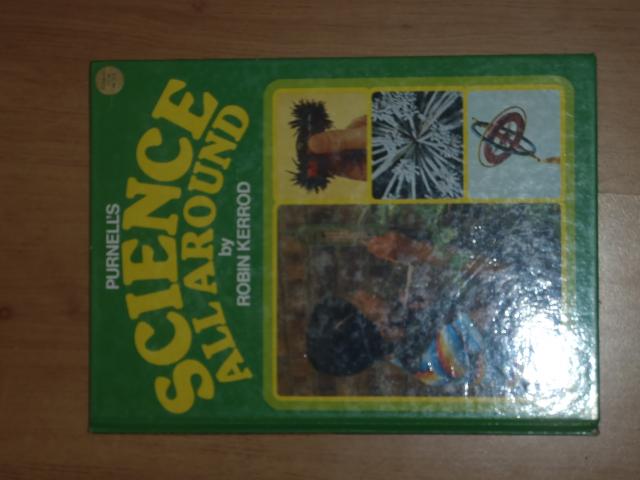 PURNELL'S
SCIENCE
ALL AROUND
by
ROBIN KERROD